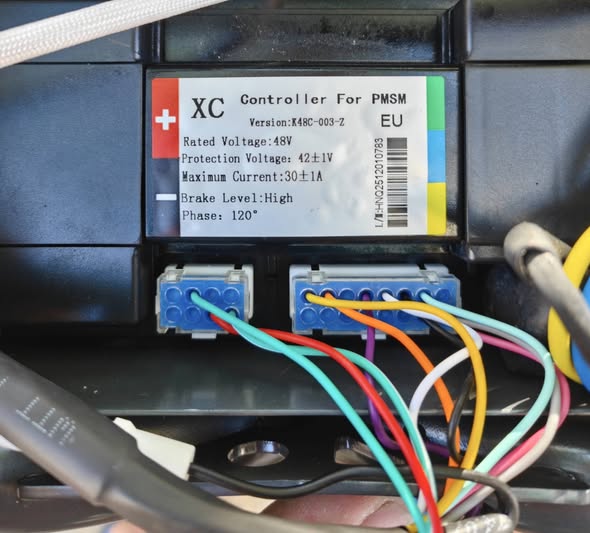 XC Controller For PMSM
Version:K48C-003-Z
EU
Rated Voltage:48V
Protection Voltage: 42±1V
Maximum Current:30±1A
Brake Level:High
Phase: 120°